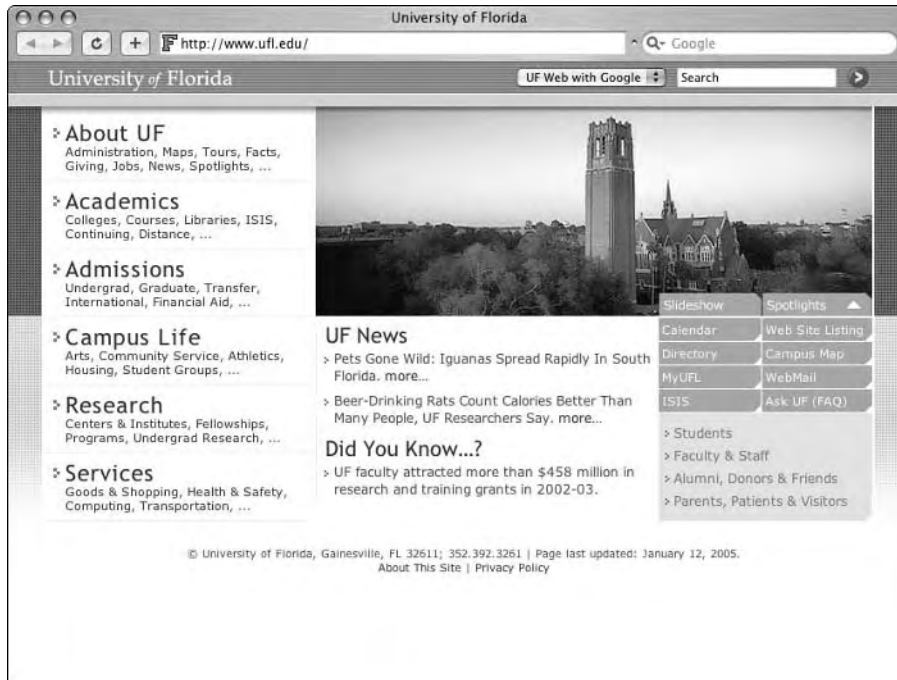 University of Florida
http://www.ufl.edu/
Google
University of Florida
UF Web with Google
Search
About UF
Administration, Maps, Tours, Facts,
Giving, Jobs, News, Spotlights, ...
Academics
Colleges, Courses, Libraries, ISIS,
Continuing, Distance, ...
Admissions
Undergrad, Graduate, Transfer,
International, Financial Aid, ...
Campus Life
Arts, Community Service, Athletics,
Housing, Student Groups, ...
Research
Centers & Institutes, Fellowships,
Programs, Undergrad Research, ...
Services
Goods & Shopping, Health & Safety,
Computing, Transportation, ...
UF News
Pets Gone Wild: Iguanas Spread Rapidly In South
Florida. more...
Beer-Drinking Rats Count Calories Better Than
Many People, UF Researchers Say. more...
Did You Know...?
UF faculty attracted more than $458 million in
research and training grants in 2002-03.
Slideshow Spotlights
Calendar Web Site Listing
Directory Campus Map
MyUFL WebMail
ISIS Ask UF (FAQ)
Students
Faculty & Staff
Alumni, Donors & Friends
Parents, Patients & Visitors
© University of Florida, Gainesville, FL 32611; 352.392.3261 | Page last updated: January 12, 2005.
About This Site | Privacy Policy